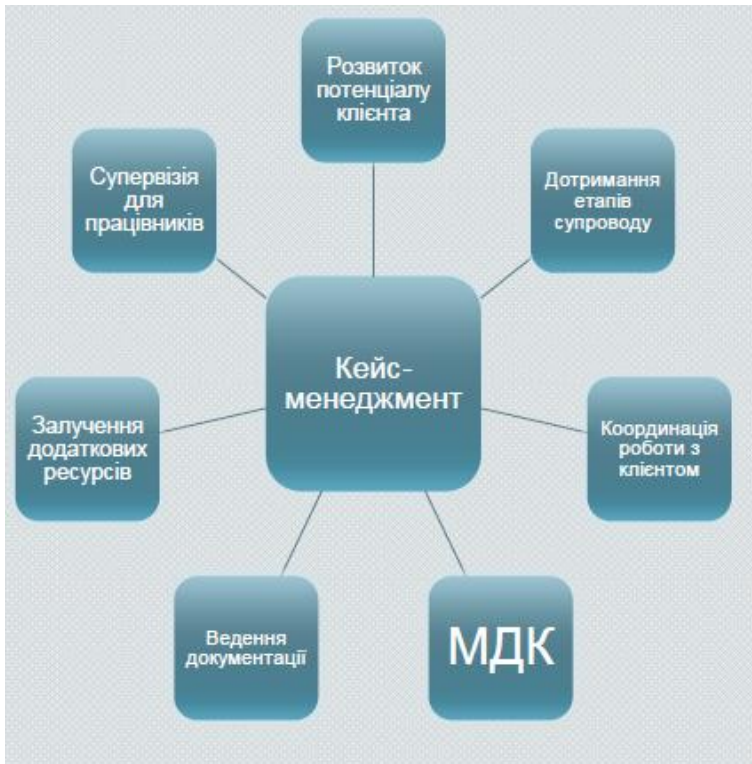 Розвиток
потенціалу
клієнта
Супервізія
для
працівників
Дотримання
етапів
супроводу
Кейс-
менеджмент
Залучення
додаткових
ресурсів
Координація
роботи з
клієнтом
Ведення
документації
МДК